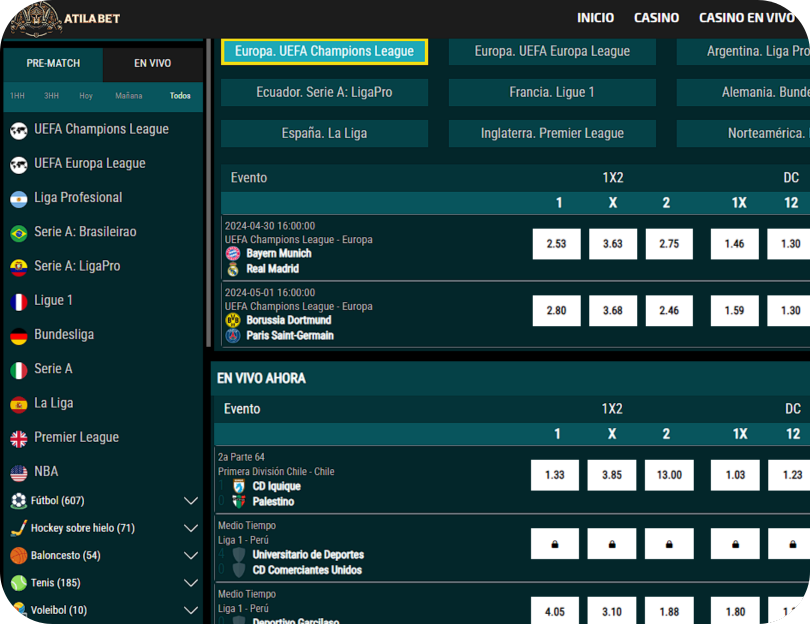 ATILA BET
INICIO CASINO CASINO EN VIVO
PRE-MATCH EN VIVO
1HH 3HH Hoy Mañana Todos
UEFA Champions League
UEFA Europa League
Liga Profesional
Serie A: Brasileirao
Serie A: LigaPro
Ligue 1
Bundesliga
Serie A
La Liga
Premier League
NBA
Fútbol (607)
Hockey sobre hielo (71)
Baloncesto (54)
Tenis (185)
Voleibol (10)
Europa. UEFA Champions League Europa. UEFA Europa League Argentina. Liga Pro
Ecuador. Serie A: LigaPro Francia. Ligue 1 Alemania. Bunde
España. La Liga Inglaterra. Premier League Norteamérica.
Evento 1X2 DC
1 X 2 1X 12
2024-04-30 16:00:00
UEFA Champions League - Europa
Bayern Munich
Real Madrid
2.53 3.63 2.75 1.46 1.30
2024-05-01 16:00:00
UEFA Champions League - Europa
Borussia Dortmund
Paris Saint-Germain
2.80 3.68 2.46 1.59 1.30
EN VIVO AHORA
Evento 1X2 DC
1 X 2 1X 12
2a Parte 64
Primera División Chile - Chile
1 CD Iquique
0 Palestino
1.33 3.85 13.00 1.03 1.23
Medio Tiempo
Liga 1 - Perú
4 Universitario de Deportes
0 CD Comerciantes Unidos
Medio Tiempo
Liga 1 - Perú
Deportivo Garcilaso
4.05 3.10 1.88 1.80